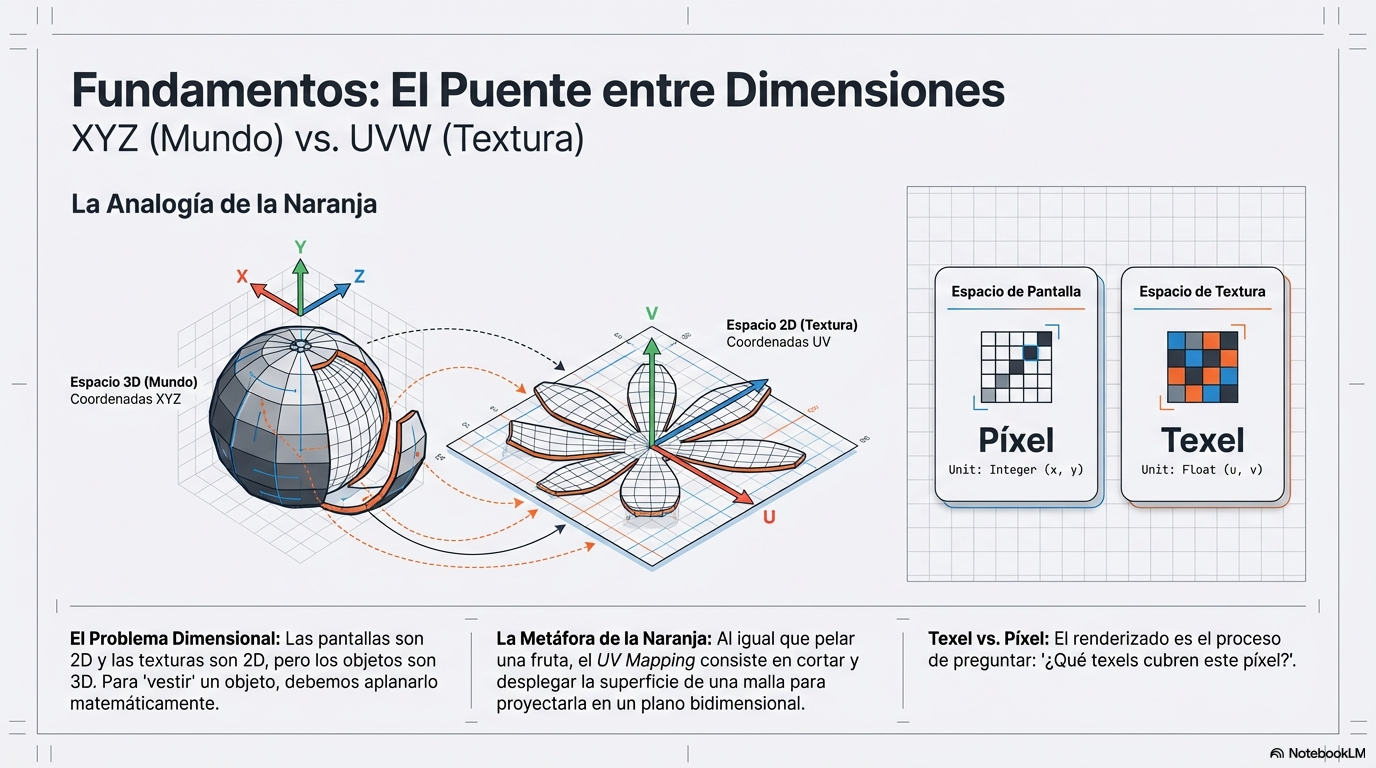 Fundamentos: El Puente entre Dimensiones
XYZ (Mundo) vs. UVW (Textura)
La Analogía de la Naranja
Y
X
Z
Espacio 3D (Mundo)
Coordenadas XYZ
V
U
Espacio 2D (Textura)
Coordenadas UV
Espacio de Pantalla
Píxel
Unit: Integer (x, y)
Espacio de Textura
Texel
Unit: Float (u, v)
El Problema Dimensional: Las pantallas son
2D y las texturas son 2D, pero los objetos son
3D. Para 'vestir' un objeto, debemos aplanarlo
matemáticamente.
La Metáfora de la Naranja: Al igual que pelar
una fruta, el UV Mapping consiste en cortar y
desplegar la superficie de una malla para
proyectarla en un plano bidimensional.
Texel vs. Píxel: El renderizado es el proceso
de preguntar: '¿Qué texels cubren este píxel?'.
NotebookLM